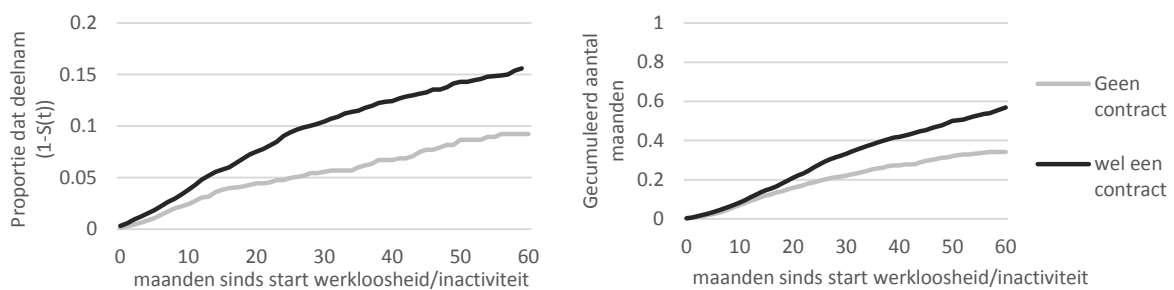 Proportie dat deelnam
(1-S(t))
0.2
0.15
0.1
0.05
0
0 10 20 30 40 50 60
maanden sinds start werkloosheid/inactiviteit
Gecumuleerd aantal
maanden
1
0.8
0.6
0.4
0.2
0
0 10 20 30 40 50 60
maanden sinds start werkloosheid/inactiviteit
Geen
contract
wel een
contract